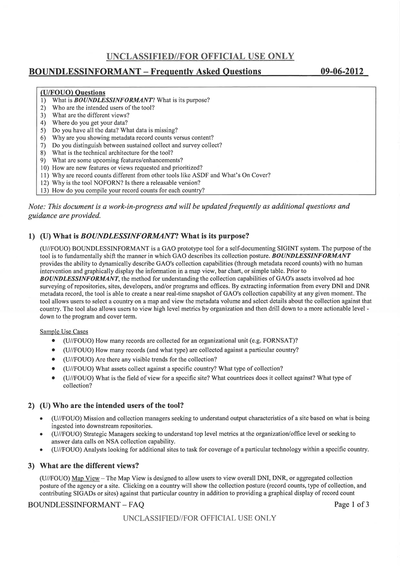 UNCLASSIFIED//FOR OFFICIAL USE ONLY
BOUNDLESSINFORMANT – Frequently Asked Questions 09-06-2012
(U/FOUO) Questions
1) What is BOUNDLESSINFORMANT? What is its purpose?
2) Who are the intended users of the tool?
3) What are the different views?
4) Where do you get your data?
5) Do you have all the data? What data is missing?
6) Why are you showing metadata record counts versus content?
7) Do you distinguish between sustained collect and survey collect?
8) What is the technical architecture for the tool?
9) What are some upcoming features/enhancements?
10) How are new features or views requested and prioritized?
11) Why are record counts different from other tools like ASDF and What's On Cover?
12) Why is the tool NOFORN? Is there a releasable version?
13) How do you compile your record counts for each country?
Note: This document is a work-in-progress and will be updated frequently as additional questions and
guidance are provided.
1) (U) What is BOUNDLESSINFORMANT? What is its purpose?
(U//FOUO) BOUNDLESSINFORMANT is a GAO prototype tool for a self-documenting SIGINT system. The purpose of the
tool is to fundamentally shift the manner in which GAO describes its collection posture. BOUNDLESSINFORMANT
provides the ability to dynamically describe GAO's collection capabilities (through metadata record counts) with no human
intervention and graphically display the information in a map view, bar chart, or simple table. Prior to
BOUNDLESSINFORMANT, the method for understanding the collection capabilities of GAO's assets involved ad hoc
surveying of repositories, sites, developers, and/or programs and offices. By extracting information from every DNI and DNR
metadata record, the tool is able to create a near real-time snapshot of GAO's collection capability at any given moment. The
tool allows users to select a country on a map and view the metadata volume and select details about the collection against that
country. The tool also allows users to view high level metrics by organization and then drill down to a more actionable level -
down to the program and cover term.
Sample Use Cases
• (U//FOUO) How many records are collected for an organizational unit (e.g. FORNSAT)?
• (U//FOUO) How many records (and what type) are collected against a particular country?
• (U//FOUO) Are there any visible trends for the collection?
• (U//FOUO) What assets collect against a specific country? What type of collection?
• (U//FOUO) What is the field of view for a specific site? What countrices does it collect against? What type of
collection?
2) (U) Who are the intended users of the tool?
• (U//FOUO) Mission and collection managers seeking to understand output characteristics of a site based on what is being
ingested into downstream repositories.
• (U//FOUO) Strategic Managers seeking to understand top level metrics at the organization/office level or seeking to
answer data calls on NSA collection capability.
• (U//FOUO) Analysts looking for additional sites to task for coverage of a particular technology within a specific country.
3) What are the different views?
(U//FOUO) Map View – The Map View is designed to allow users to view overall DNI, DNR, or aggregated collection
posture of the agency or a site. Clicking on a country will show the collection posture (record counts, type of collection, and
contributing SIGADs or sites) against that particular country in addition to providing a graphical display of record count
BOUNDLESSINFORMANT – FAQ Page 1 of 3
UNCLASSIFIED//FOR OFFICIAL USE ONLY